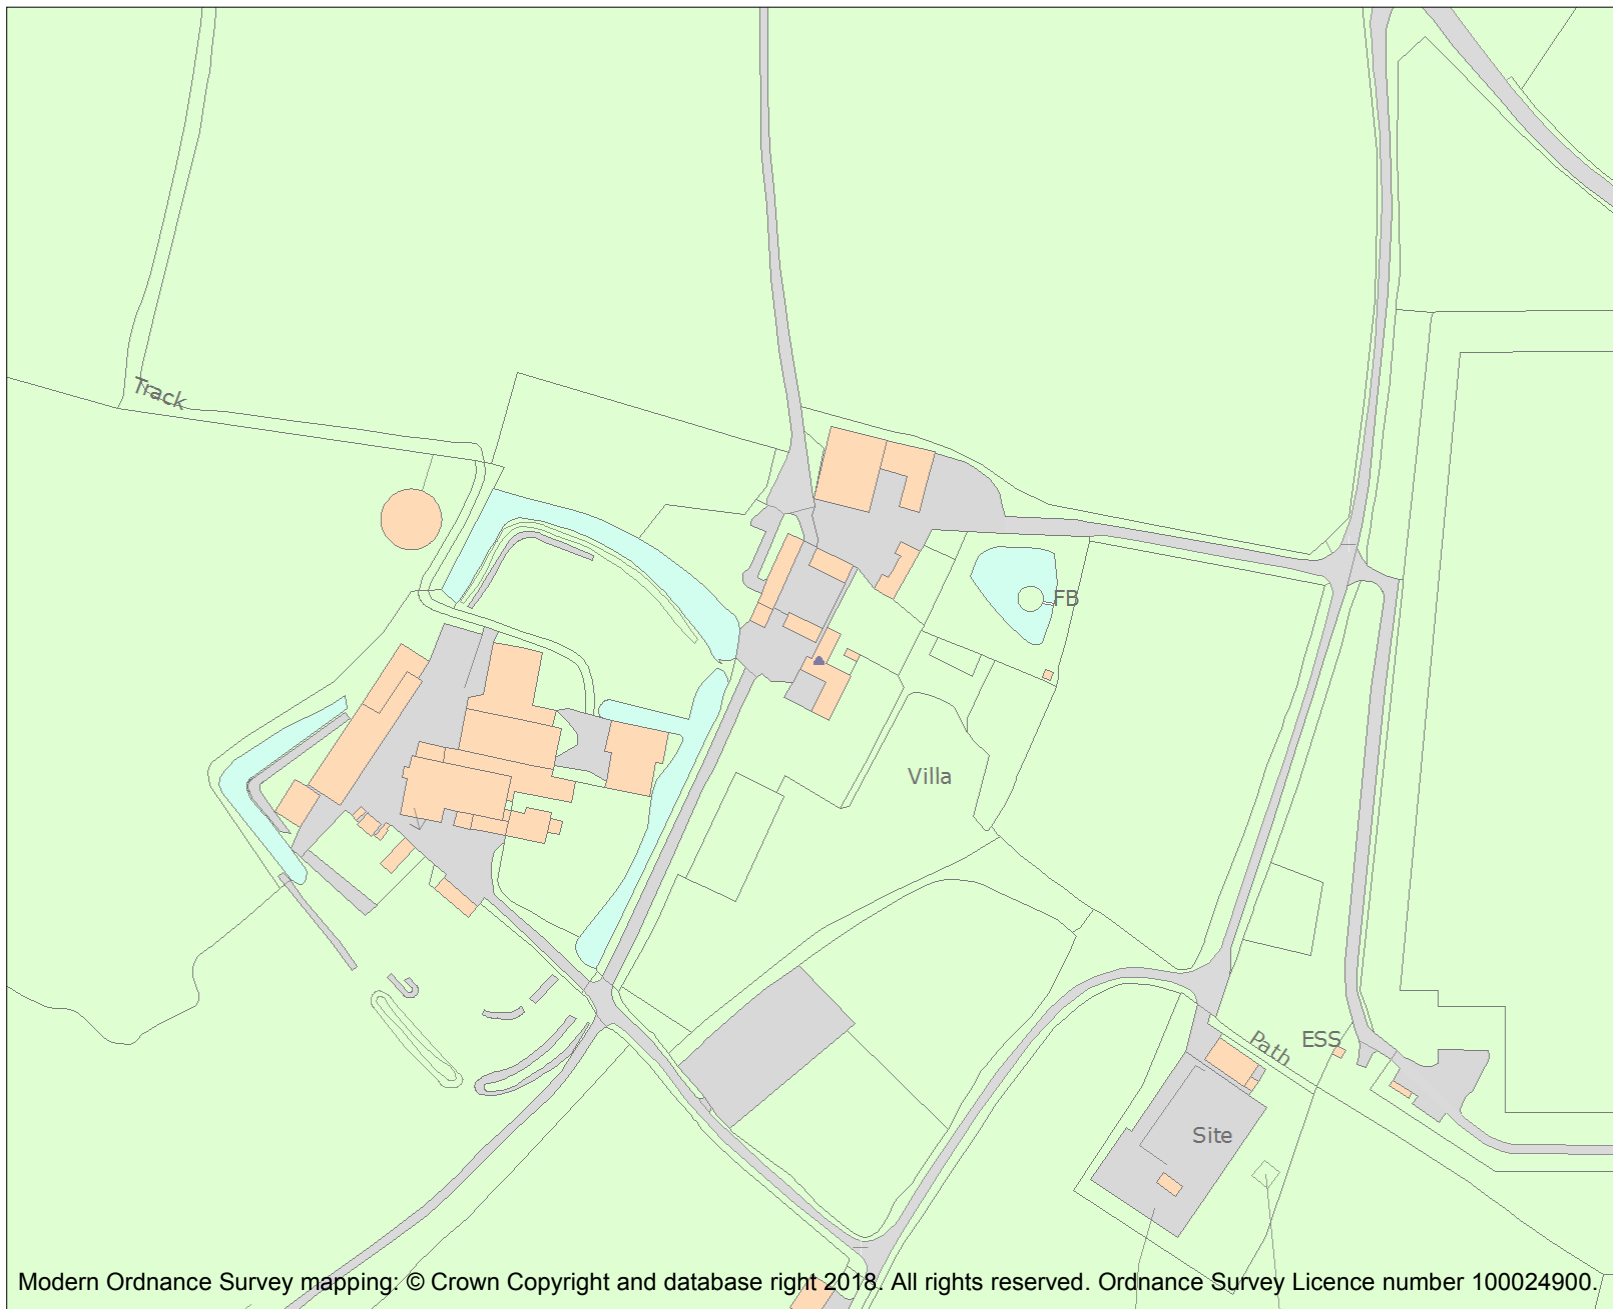 Track
FB
Villa
ESS
Path
Site
Modern Ordnance Survey mapping: © Crown Copyright and database right 2018. All rights reserved. Ordnance Survey Licence number 100024900.